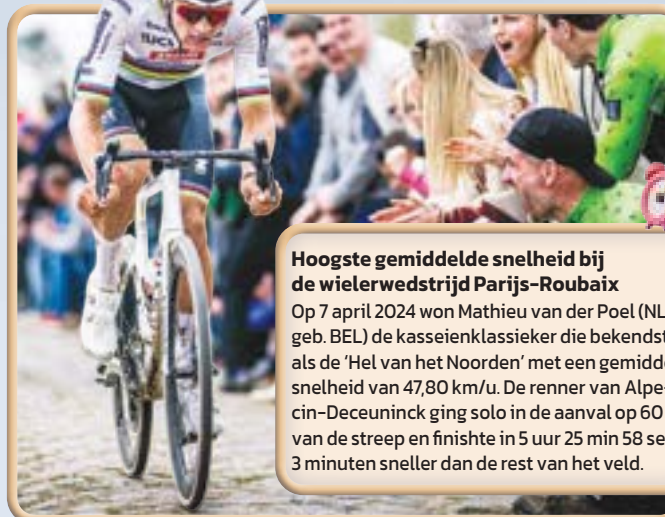 Hoogste gemiddelde snelheid bij
de wielerwedstrijd Parijs-Roubaix
Op 7 april 2024 won Mathieu van der Poel (NL
geb. BEL) de kasseienklassieker die bekendst
als de ‘Hel van het Noorden’ met een gemidd
snelheid van 47,80 km/u. De renner van Alpe-
cin-Deceuninck ging solo in de aanval op 60
van de streep en finishte in 5 uur 25 min 58 se
3 minuten sneller dan de rest van het veld.